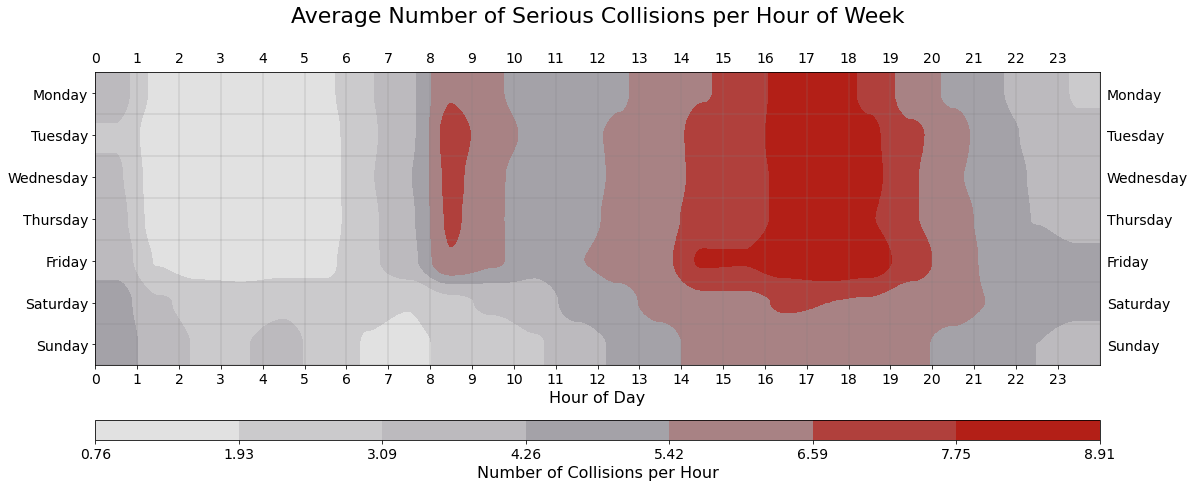 Average Number of Serious Collisions per Hour of Week
0 1 2 3 4 5 6 7 8 9 10 11 12 13 14 15 16 17 18 19 20 21 22 23
Monday Monday
Tuesday Tuesday
Wednesday Wednesday
Thursday Thursday
Friday Friday
Saturday Saturday
Sunday Sunday
0 1 2 3 4 5 6 7 8 9 10 11 12 13 14 15 16 17 18 19 20 21 22 23
Hour of Day
0.76 1.93 3.09 4.26 5.42 6.59 7.75 8.91
Number of Collisions per Hour